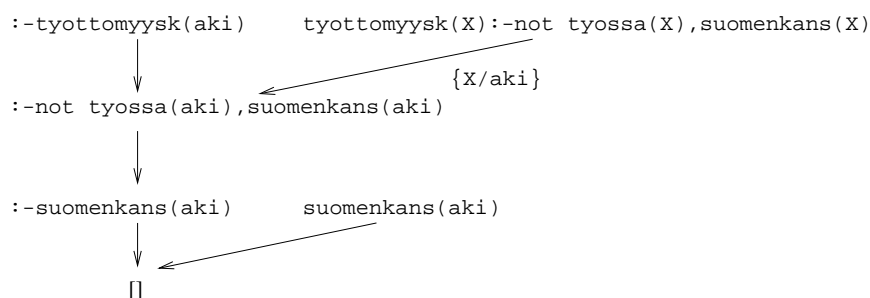 :-tyottomyysk(aki) tyottomyysk(X):-not tyossa(X),suomenkans(X)
{X/aki}
:-not tyossa(aki),suomenkans(aki)
:-suomenkans(aki) suomenkans(aki)
[]